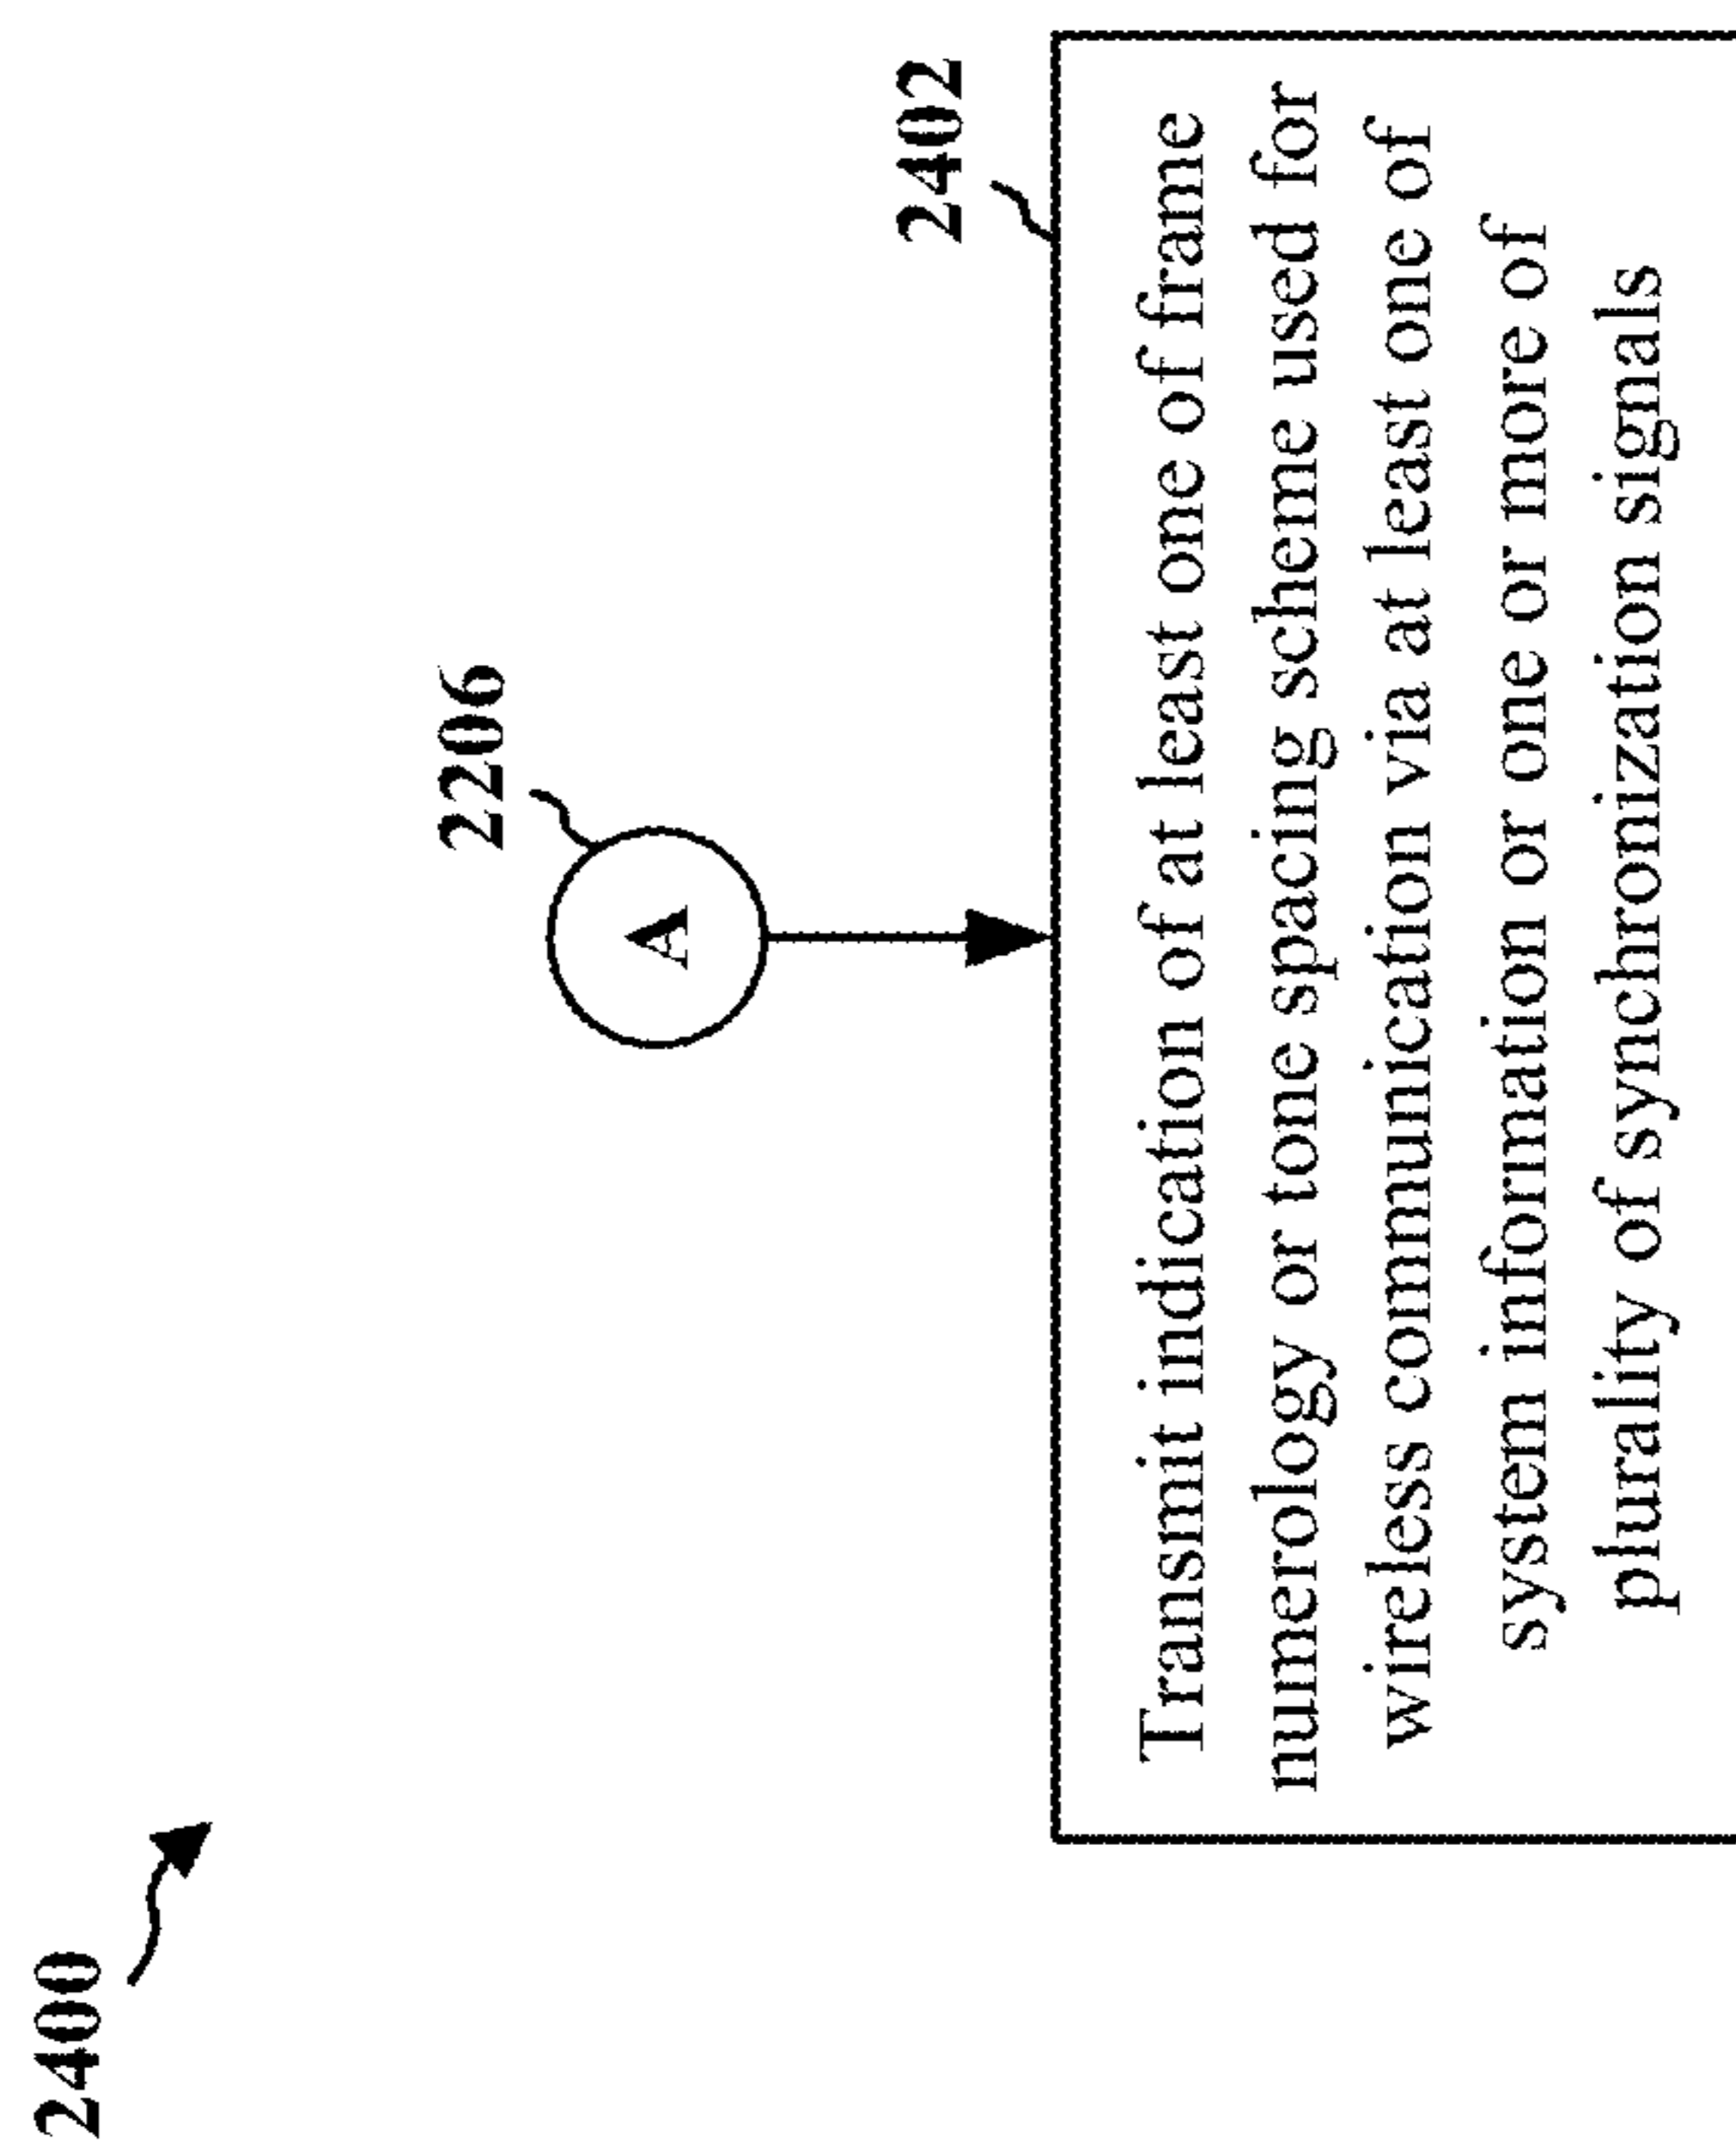 2400
2206
A
2402
Transmit indication of at least one of frame
numerology or tone spacing scheme used for
wireless communication via at least one of
system information or one or more of
plurality of synchronization signals